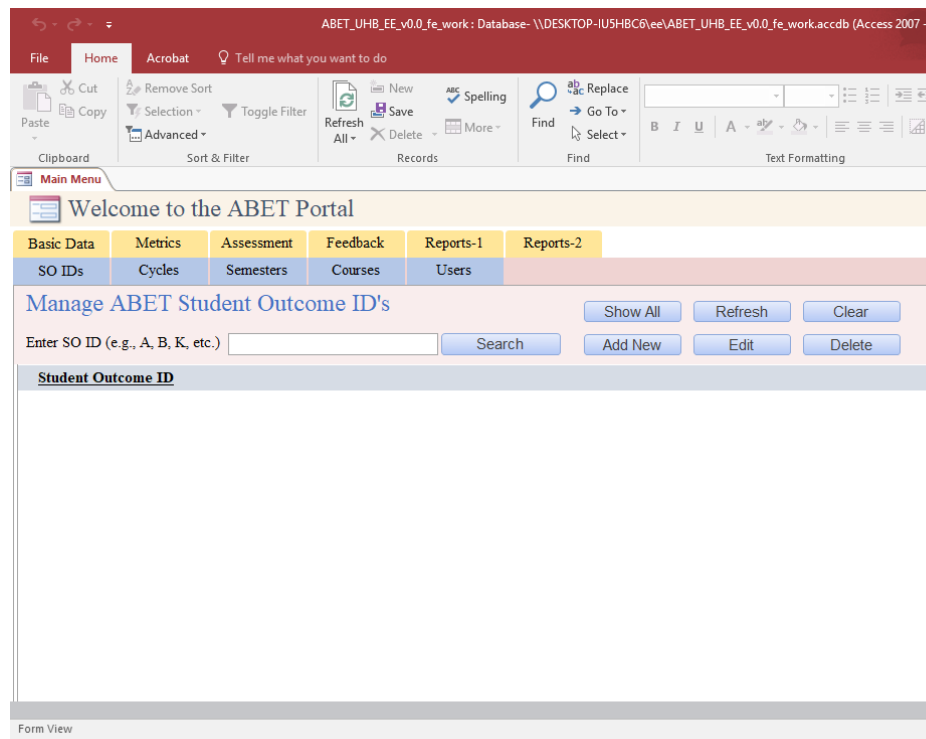 ABET_UHB_EE_v0.0_fe_work : Database- \\DESKTOP-IU5HBC6\ee\ABET_UHB_EE_v0.0_fe_work.accdb (Access 2007 -
File Home Acrobat Tell me what you want to do
Cut Remove Sort New ABC Spelling ab ac Replace
Copy Selection Toggle Filter Save Go To
Paste Refresh All Find
Advanced Delete More Select B I U A
Clipboard Sort & Filter Records Find Text Formatting
Main Menu
Welcome to the ABET Portal
Basic Data Metrics Assessment Feedback Reports-1 Reports-2
SO IDs Cycles Semesters Courses Users
Manage ABET Student Outcome ID's Show All Refresh Clear
Enter SO ID (e.g., A, B, K, etc.) Search Add New Edit Delete
Student Outcome ID
Form View